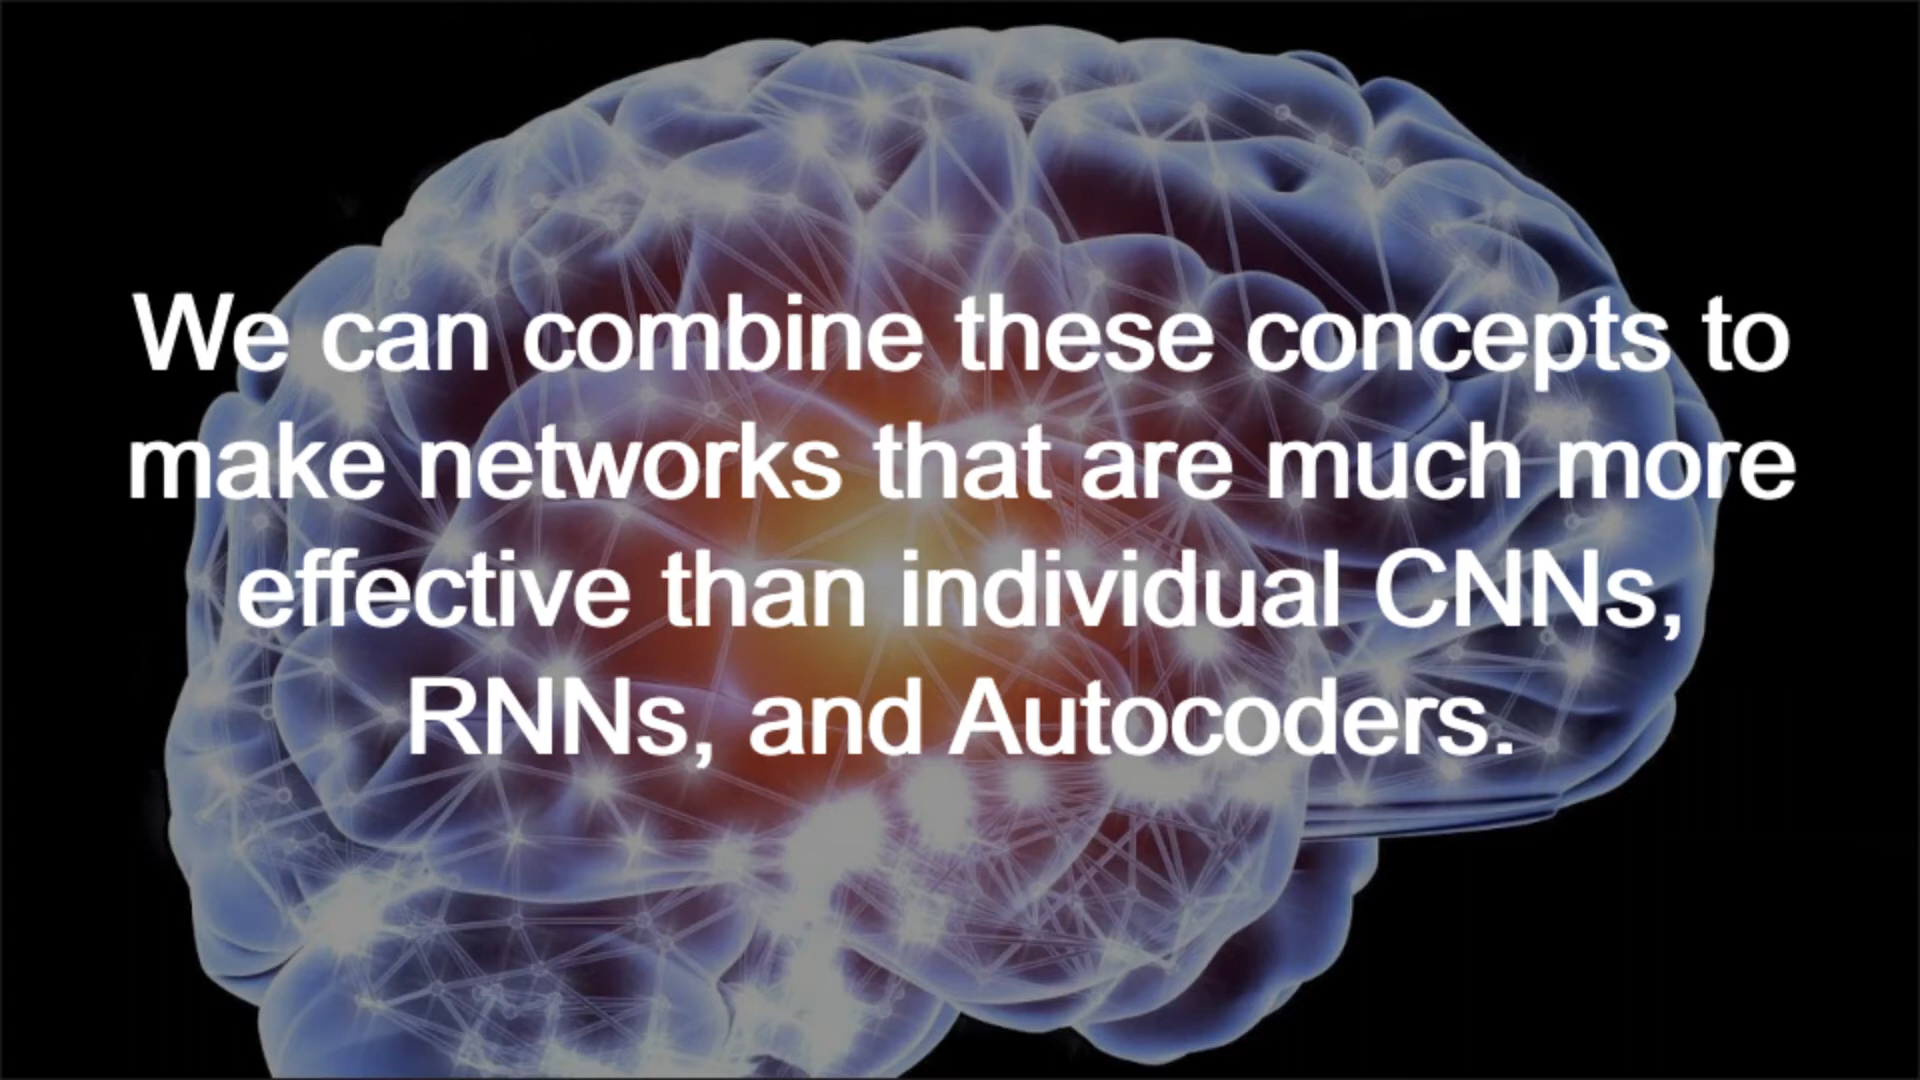 We can combine these concepts to
make networks that are much more
effective than individual CNNs,
RNNs, and Autocoders.